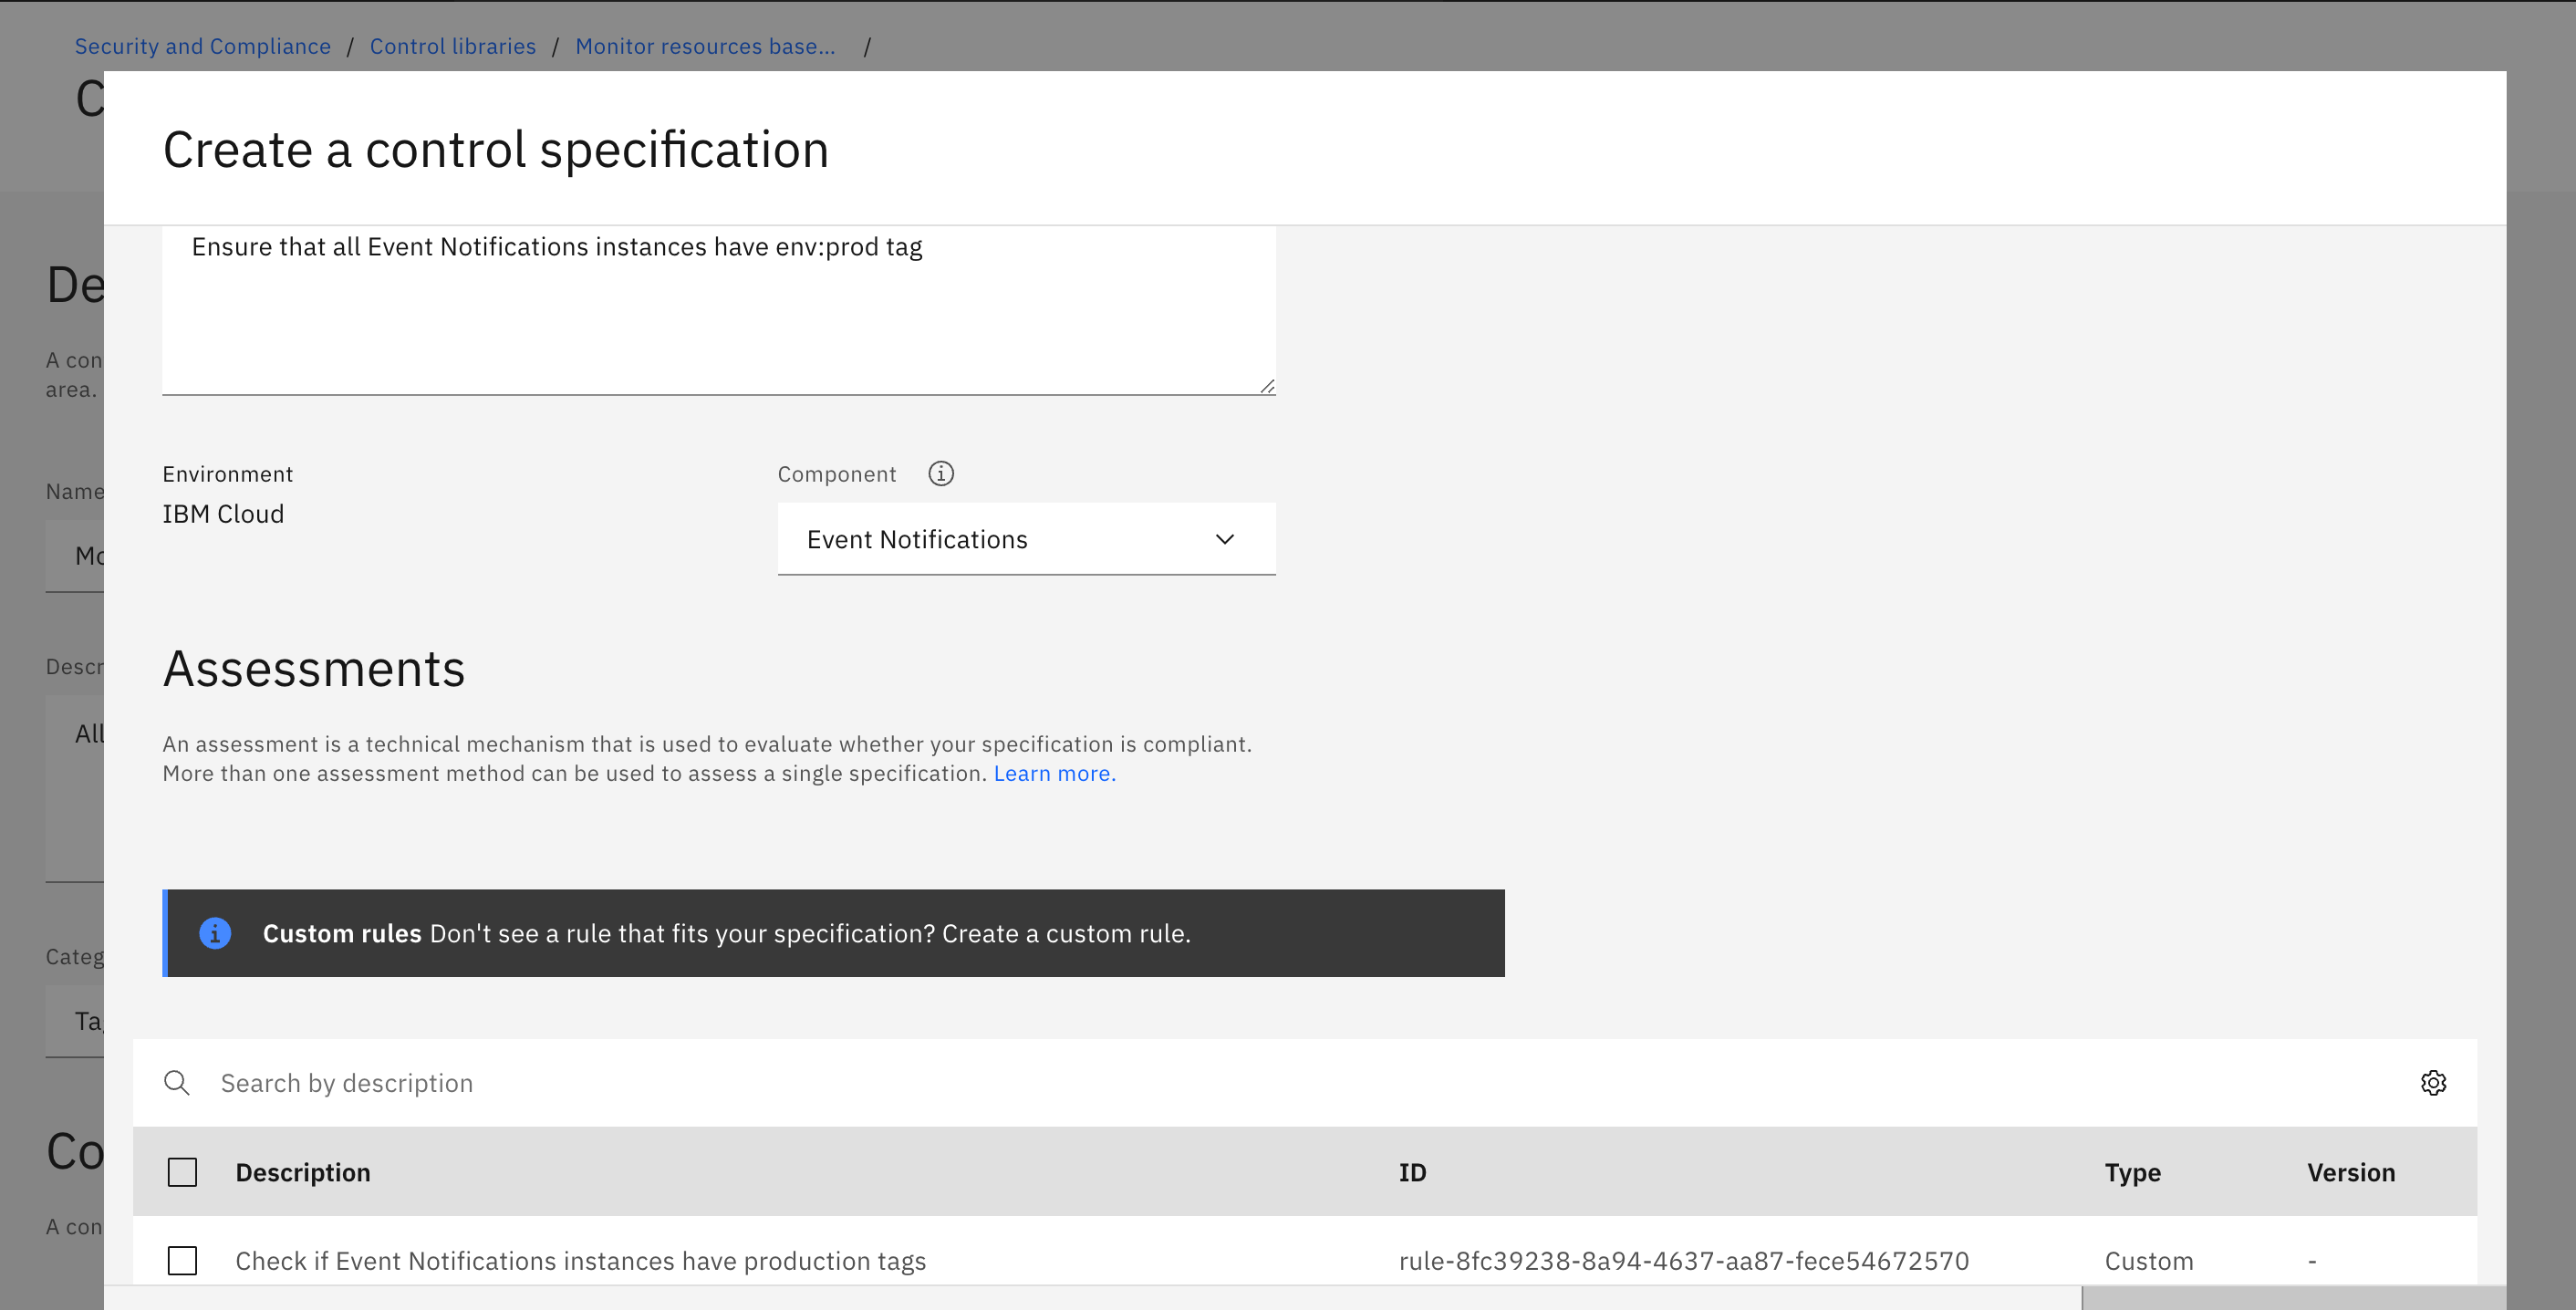 Security and Compliance / Control libraries / Monitor resources base... /
C
Create a control specification
Ensure that all Event Notifications instances have env:prod tag
De
A con
area.
Environment
Component
IBM Cloud
Name
Event Notifications
Mo
Assessments
Descr
All
An assessment is a technical mechanism that is used to evaluate whether your specification is compliant.
More than one assessment method can be used to assess a single specification. Learn more.
Custom rules Don't see a rule that fits your specification? Create a custom rule.
Categ
Ta
Search by description
Co
Description ID Type Version
A con
Check if Event Notifications instances have production tags rule-8fc39238-8a94-4637-aa87-fece54672570 Custom -